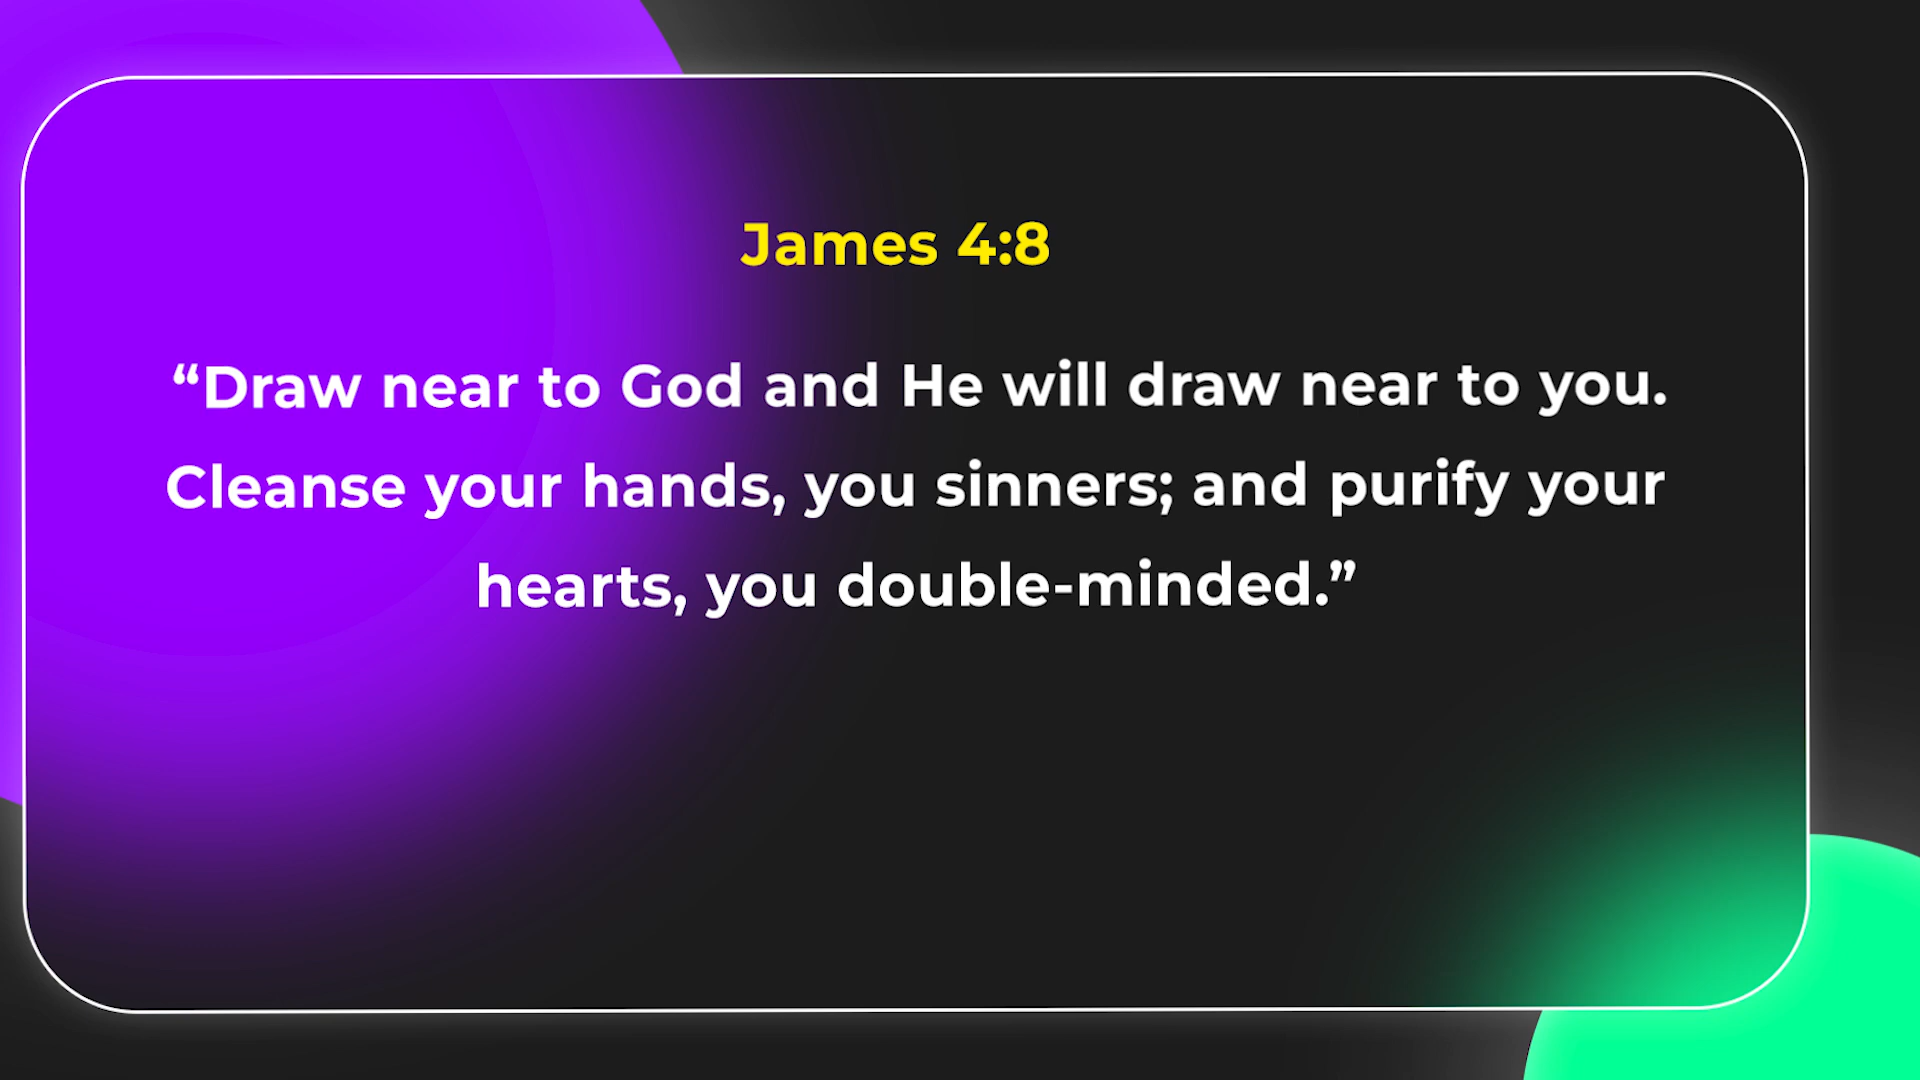 James 4:8
“Draw near to God and He will draw near to you.
Cleanse your hands, you sinners; and purify your
hearts, you double-minded.”